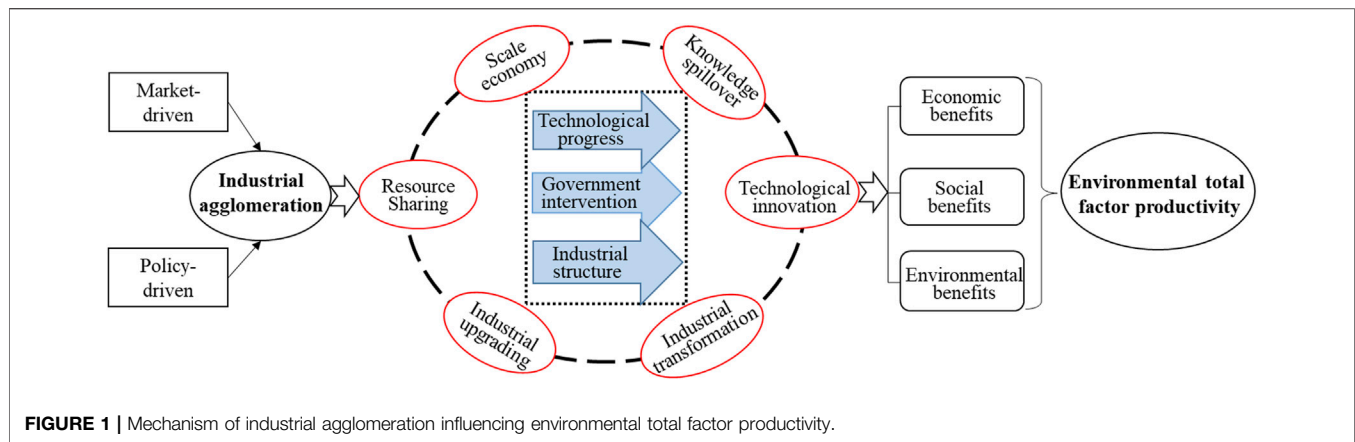 Market-
driven
Policy-
driven
Industrial
agglomeration
Resource
Sharing
Scale
economy
Knowledge
spillover
Technological
progress
Government
intervention
Industrial
structure
Industrial
upgrading
Industrial
transformation
Technological
innovation
Economic
benefits
Social
benefits
Environmental
benefits
Environmental total
factor productivity
FIGURE 1 | Mechanism of industrial agglomeration influencing environmental total factor productivity.